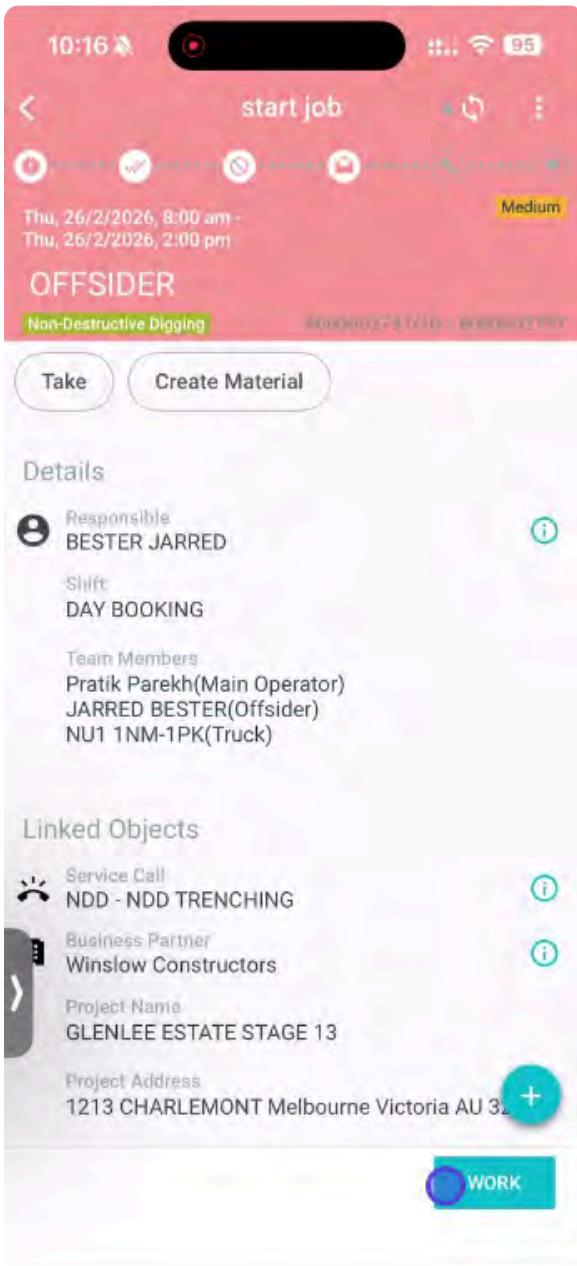 10:16
95
start job
Thu, 26/2/2026, 8:00 am -
Thu, 26/2/2026, 2:00 pm
Medium
OFFSIDER
Non-Destructive Digging
Take
Create Material
Details
Responsible
BESTER JARRED
Shift
DAY BOOKING
Team Members
Pratik Parekh(Main Operator)
JARRED BESTER(Offsider)
NU1 1NM-1PK(Truck)
Linked Objects
Service Call
NDD - NDD TRENCHING
Business Partner
Winslow Constructors
Project Name
GLENLEE ESTATE STAGE 13
Project Address
1213 CHARLEMONT Melbourne Victoria AU
WORK